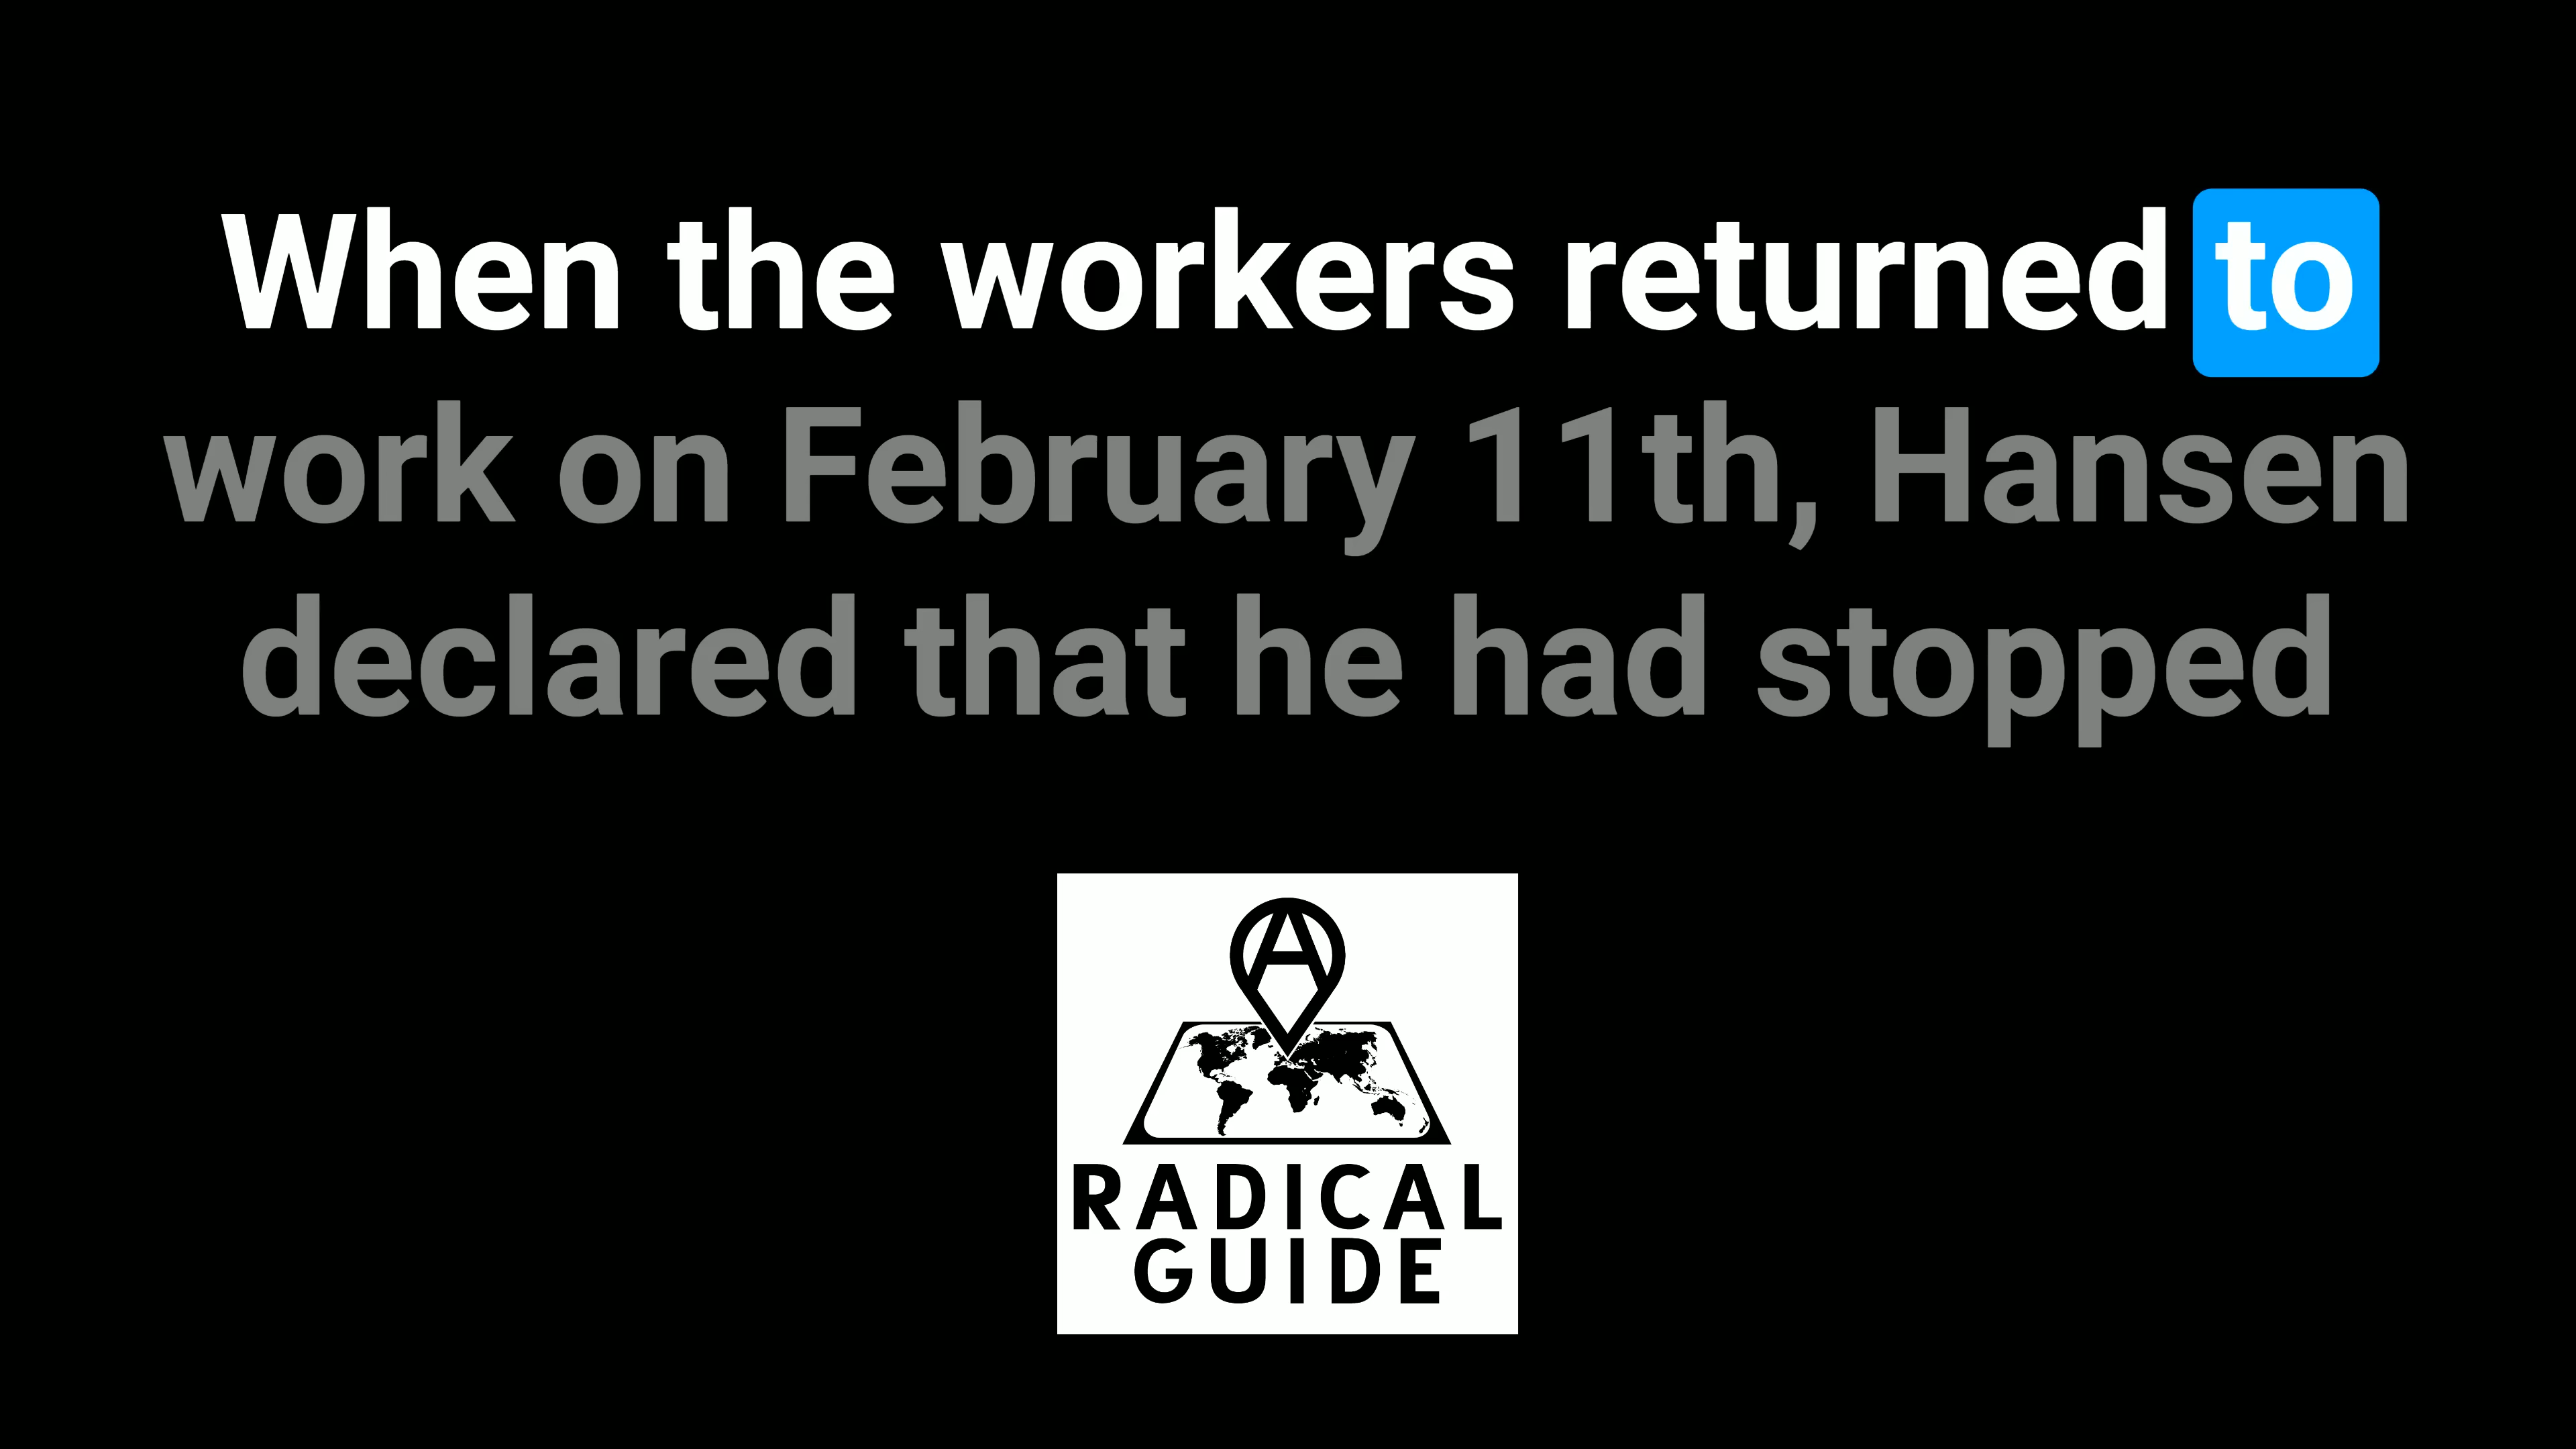 When the workers returned to
work on February 11th, Hansen
declared that he had stopped
A
RADICAL
GUIDE